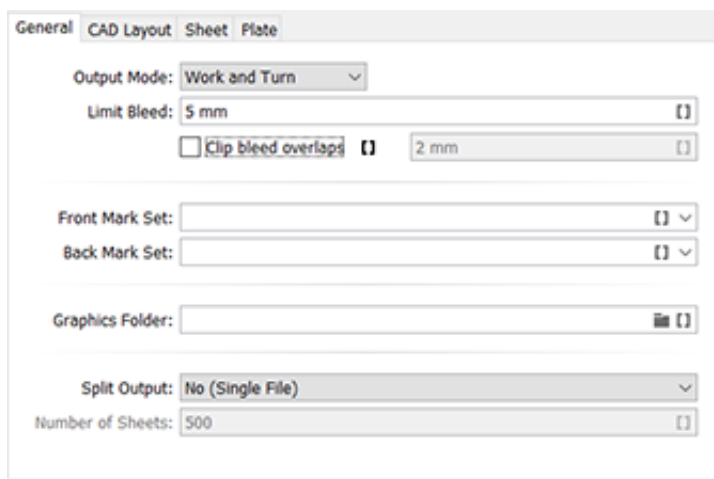 General CAD Layout Sheet Plate
Output Mode: Work and Turn
Limit Bleed: 5 mm
Clip bleed overlaps 2 mm
Front Mark Set:
Back Mark Set:
Graphics Folder:
Split Output: No (Single File)
Number of Sheets: 500